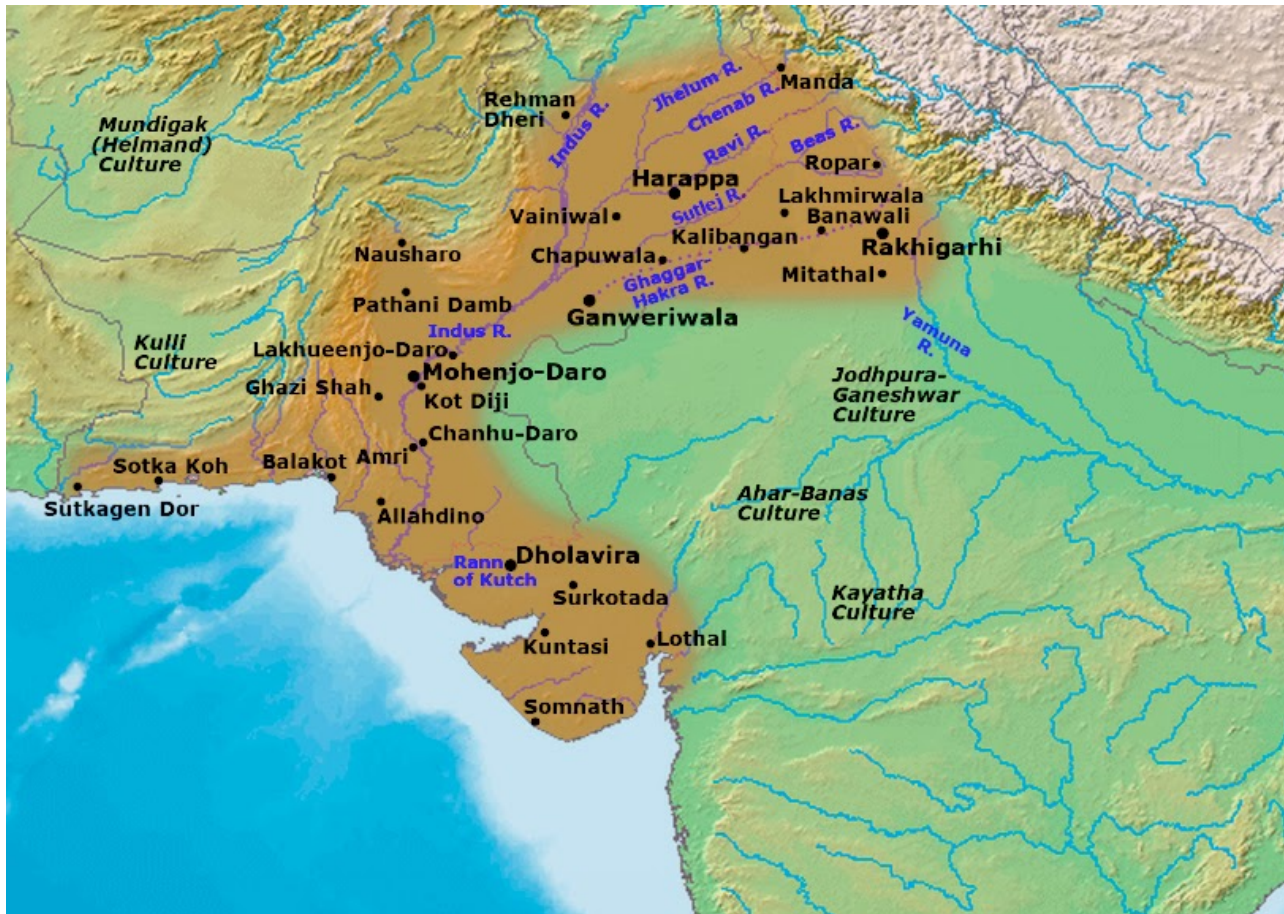 Manda
Jhelum R.
Chenab R.
Rehman
Dheri
Indus R.
Mundigak
(Helmand)
Culture
Ravi R.
Beas R.
Ropar
Harappa
Lakhmirwala
Vainiwal
Sutlej R.
Banawali
Kalibangan
Rakhigarhi
Nausharo
Chapuwala
Ghaggar-
Hakra R.
Mitathal
Pathani Damb
Ganweriwala
Indus R.
Yamuna
R.
Kulli
Culture
Lakhueenjo-Daro
Mohenjo-Daro
Ghazi Shah
Kot Diji
Jodhpura-
Ganeshwar
Culture
Chanhu-Daro
Amri
Sotka Koh
Balakot
Sutkagen Dor
Allahdino
Ahar-Banas
Culture
Dholavira
Rann
of Kutch
Surkotada
Kayatha
Culture
Kuntasi
Lothal
Somnath